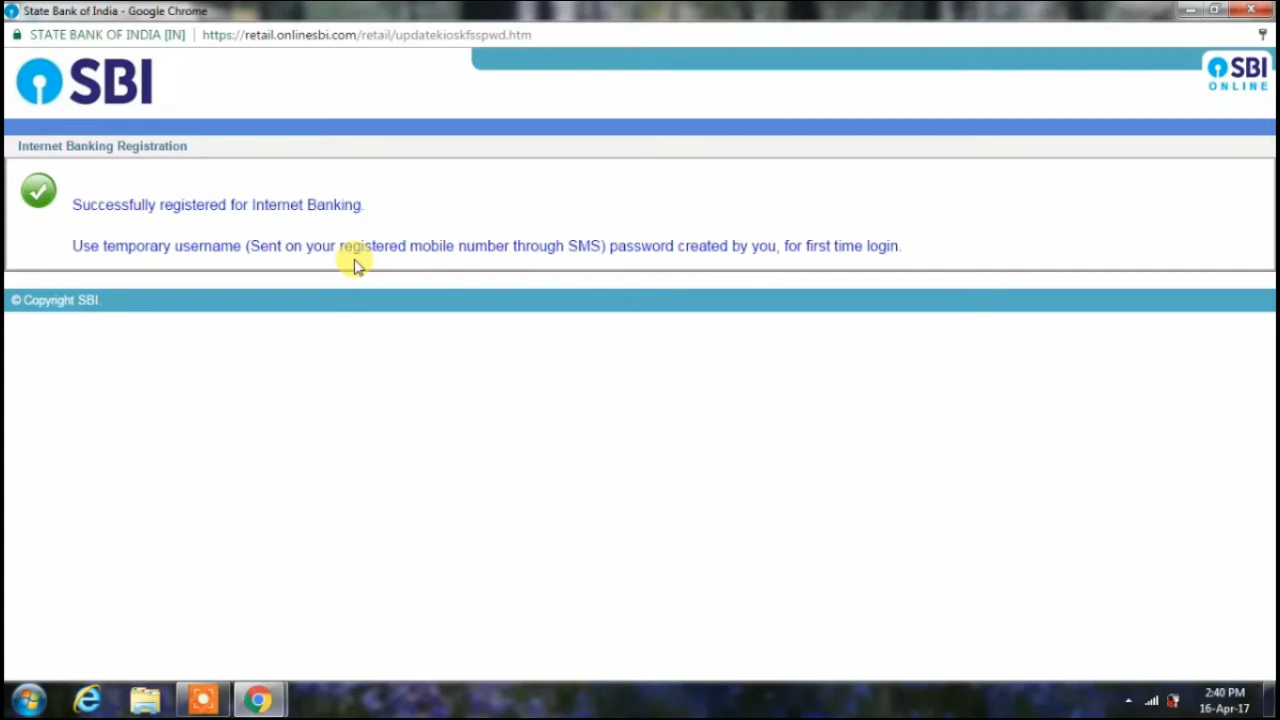 State Bank of India - Google Chrome
STATE BANK OF INDIA [IN] | https://retail.onlinesbi.com/retail/updatekioskfsspwd.htm
SBI
SBI
ONLINE
Internet Banking Registration
Successfully registered for Internet Banking.
Use temporary username (Sent on your registered mobile number through SMS) password created by you, for first time login.
© Copyright SBI.
2:40 PM
16-Apr-17